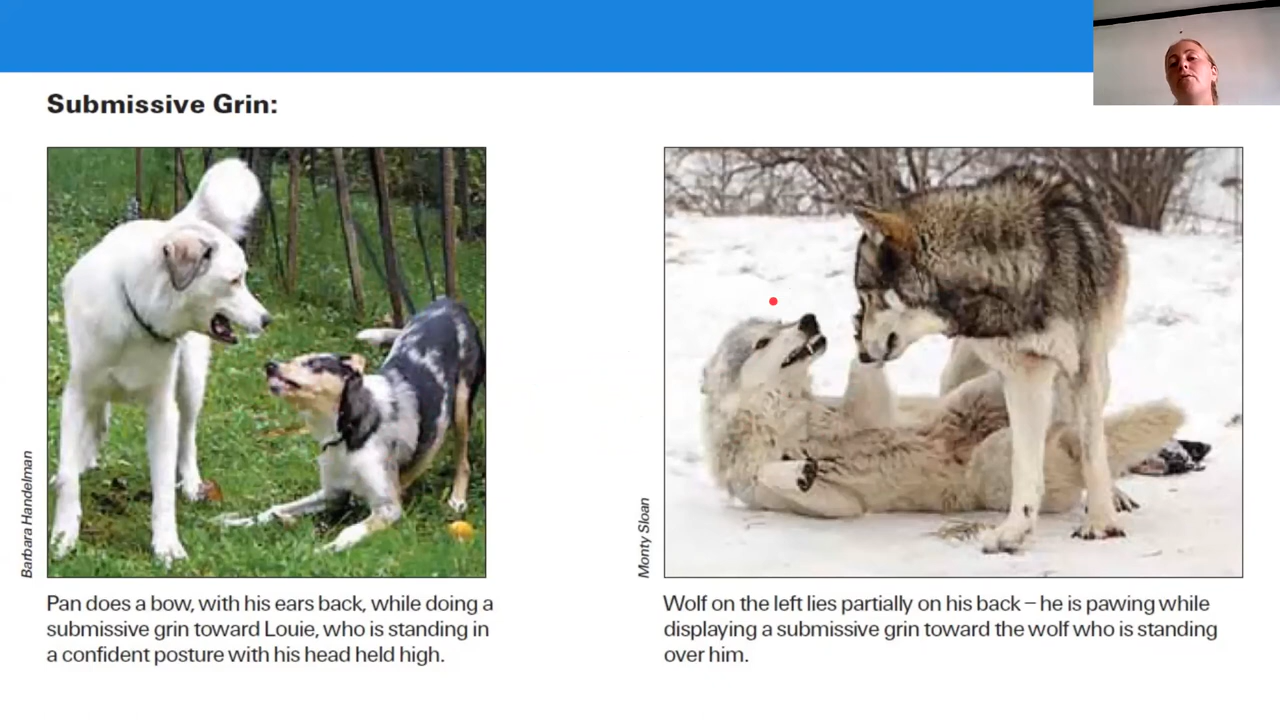 Submissive Grin:
Barbara Handelman
Pan does a bow, with his ears back, while doing a
submissive grin toward Louie, who is standing in
a confident posture with his head held high.
Monty Sloan
Wolf on the left lies partially on his back – he is pawing while
displaying a submissive grin toward the wolf who is standing
over him.